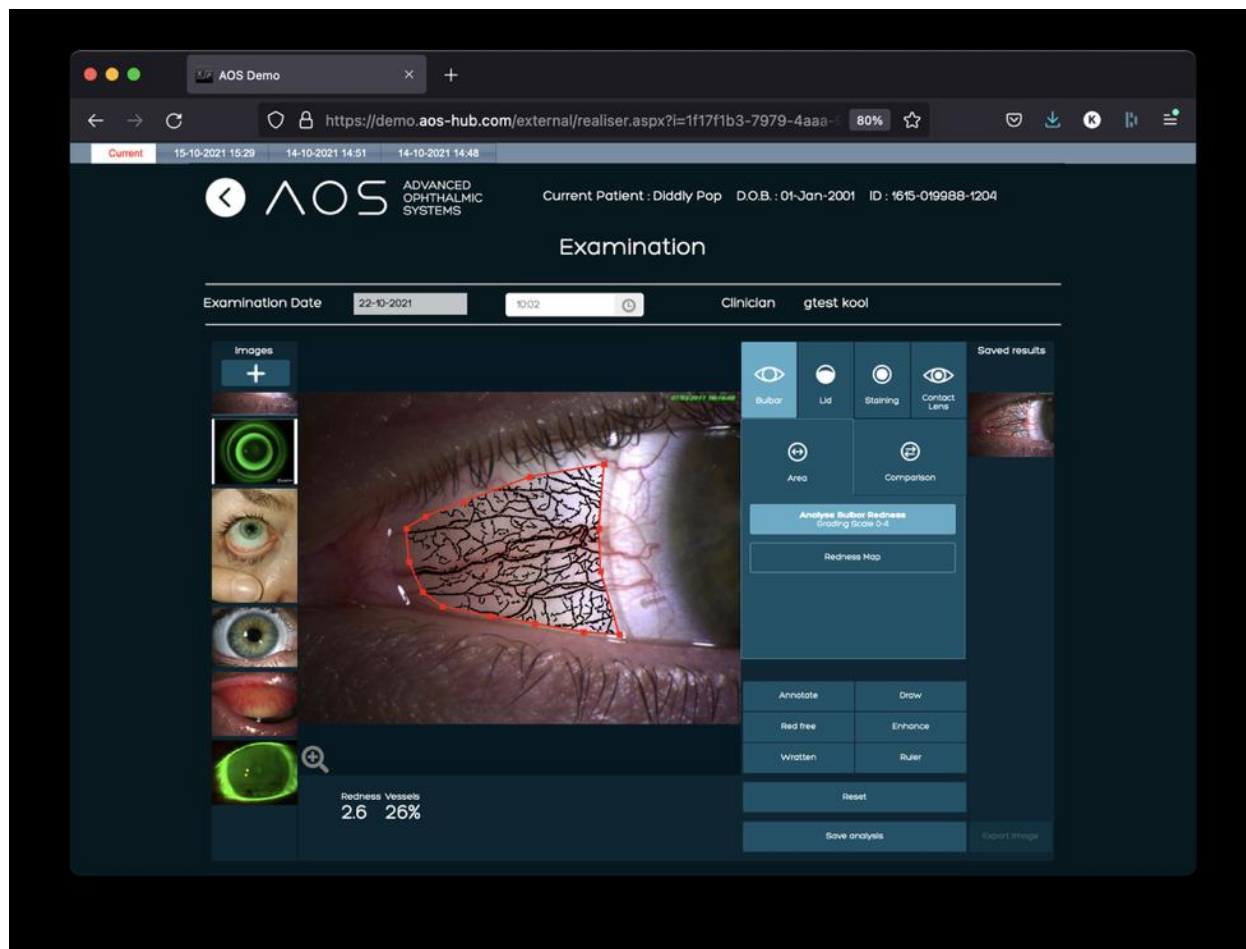 AOS Demo
https://demo.aos-hub.com/external/realiser.aspx?i=1f17f1b3-7979-4aaa- 80%
Current 15-10-2021 15:29 14-10-2021 14:51 14-10-2021 14:48
AOS ADVANCED OPHTHALMIC SYSTEMS
Current Patient : Diddly Pop D.O.B. : 01-Jan-2001 ID : 1615-019988-1204
Examination
Examination Date 22-10-2021 10:02 Clinician gtest kool
Images
Bulbar Lid Staining Contact Lens
Saved results
Area Comparison
Analyse Bulbar Redness
Grading Scale 0-4
Redness Map
Annotate Draw
Red free Enhance
Wratten Ruler
Reset
Save analysis
Export Image
Redness Vessels
2.6 26%